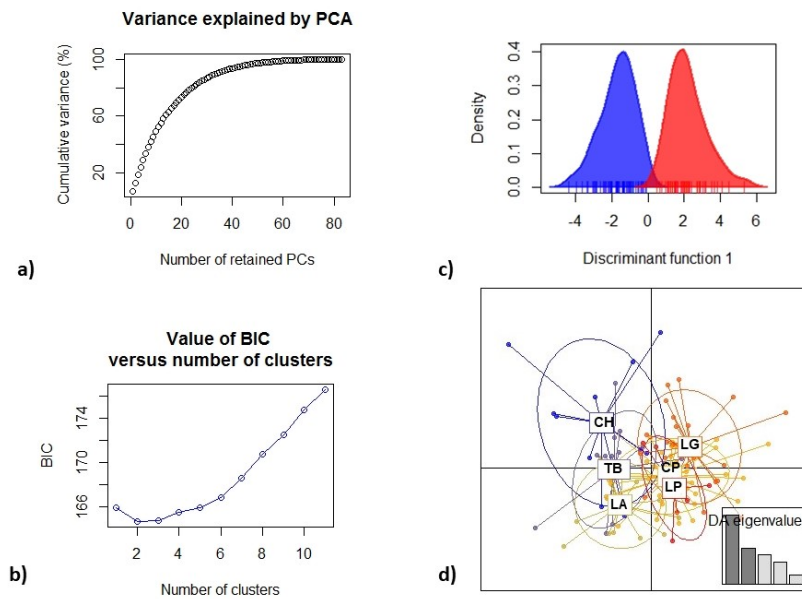 Variance explained by PCA
Cumulative variance (%)
20
60
100
0
20
40
60
80
Number of retained PCs
a)
Value of BIC
versus number of clusters
BIC
166
170
174
2
4
6
8
10
Number of clusters
b)
Density
0.0
0.1
0.2
0.3
0.4
-4
-2
0
2
4
6
Discriminant function 1
c)
CH
LG
TB
CP
LP
LA
DA eigenvalue
d)